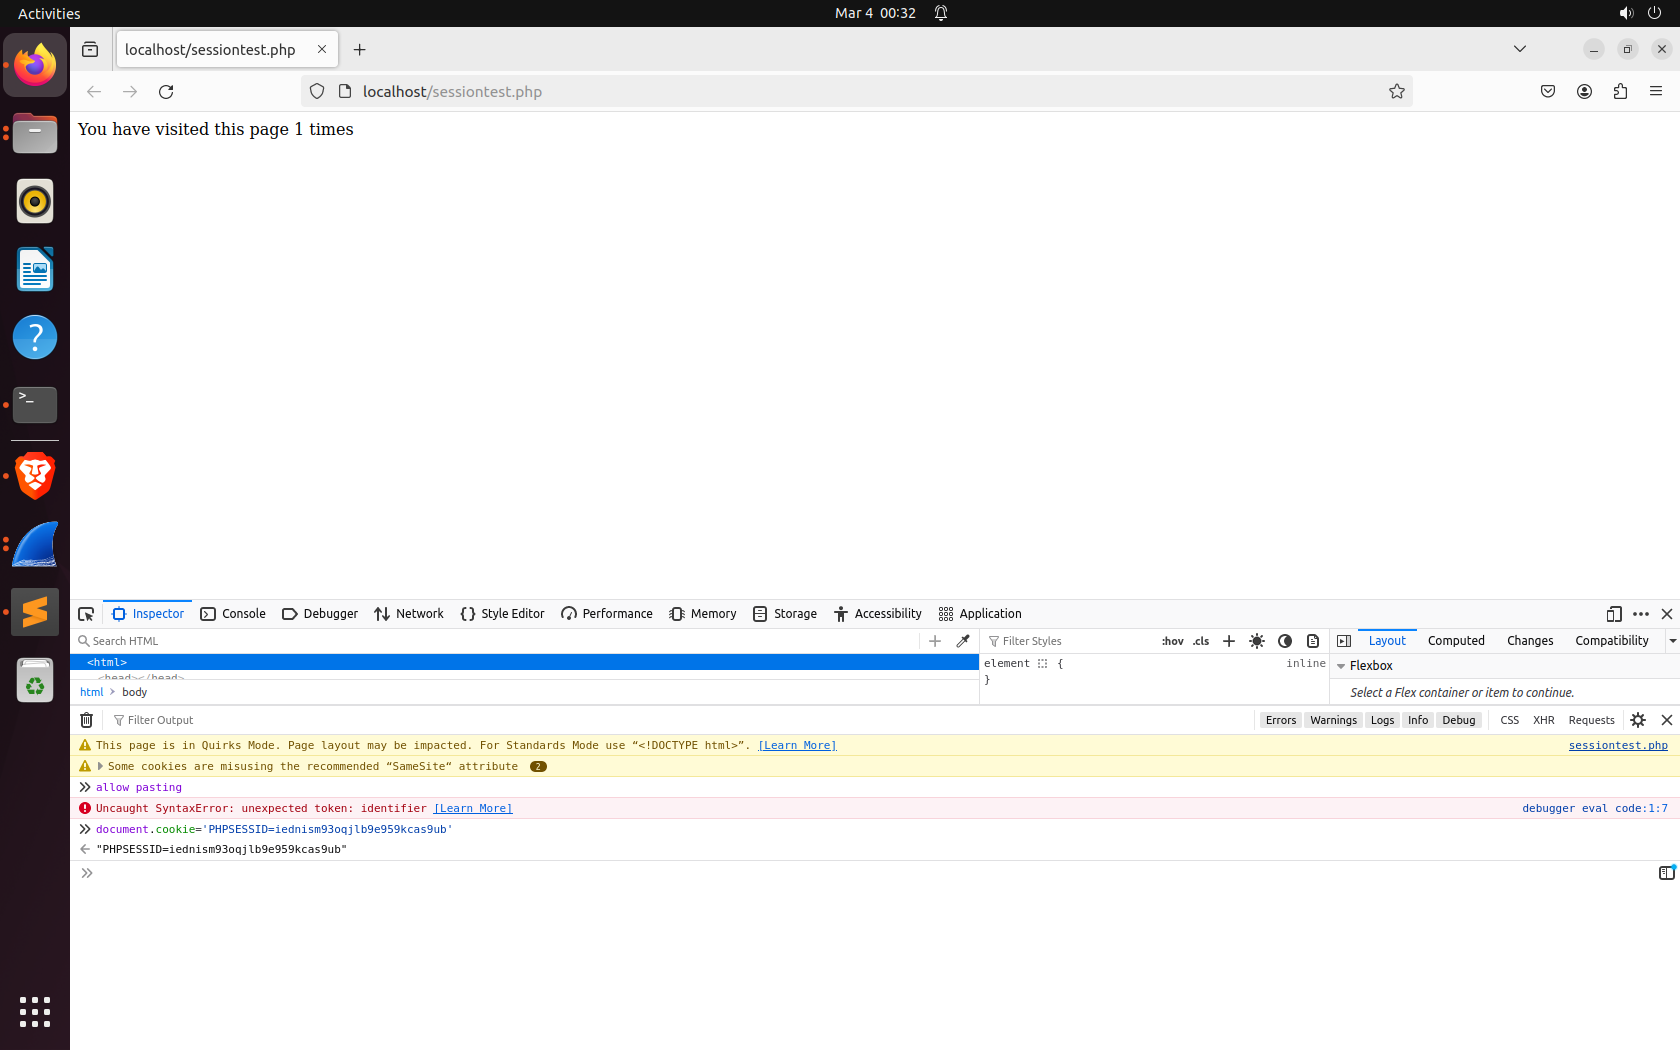 Activities
Mar 4 00:32
localhost/sessiontest.php
localhost/sessiontest.php
You have visited this page 1 times
Inspector Console Debugger Network Style Editor Performance Memory Storage Accessibility Application
Search HTML
Filter Styles
:hov .cls
Layout Computed Changes Compatibility
<html>
<head></head>
html > body
element { inline
}
Flexbox
Select a Flex container or item to continue.
Filter Output
Errors Warnings Logs Info Debug CSS XHR Requests
This page is in Quirks Mode. Page layout may be impacted. For Standards Mode use “<!DOCTYPE html>”. [Learn More] sessiontest.php
Some cookies are misusing the recommended “SameSite“ attribute 2
allow pasting
Uncaught SyntaxError: unexpected token: identifier [Learn More] debugger eval code:1:7
document.cookie='PHPSESSID=iednism93oqjlb9e959kcas9ub'
"PHPSESSID=iednism93oqjlb9e959kcas9ub"